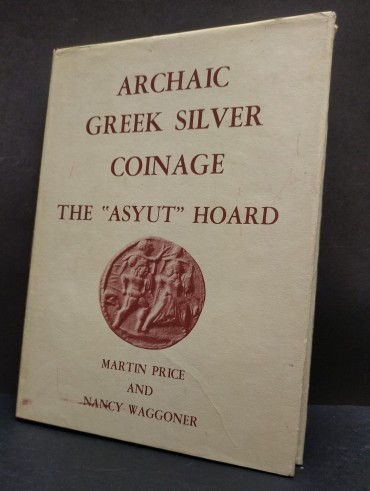 ARCHAIC
GREEK SILVER
COINAGE
THE "ASYUT" HOARD
MARTIN PRICE
AND
NANCY WAGGONER